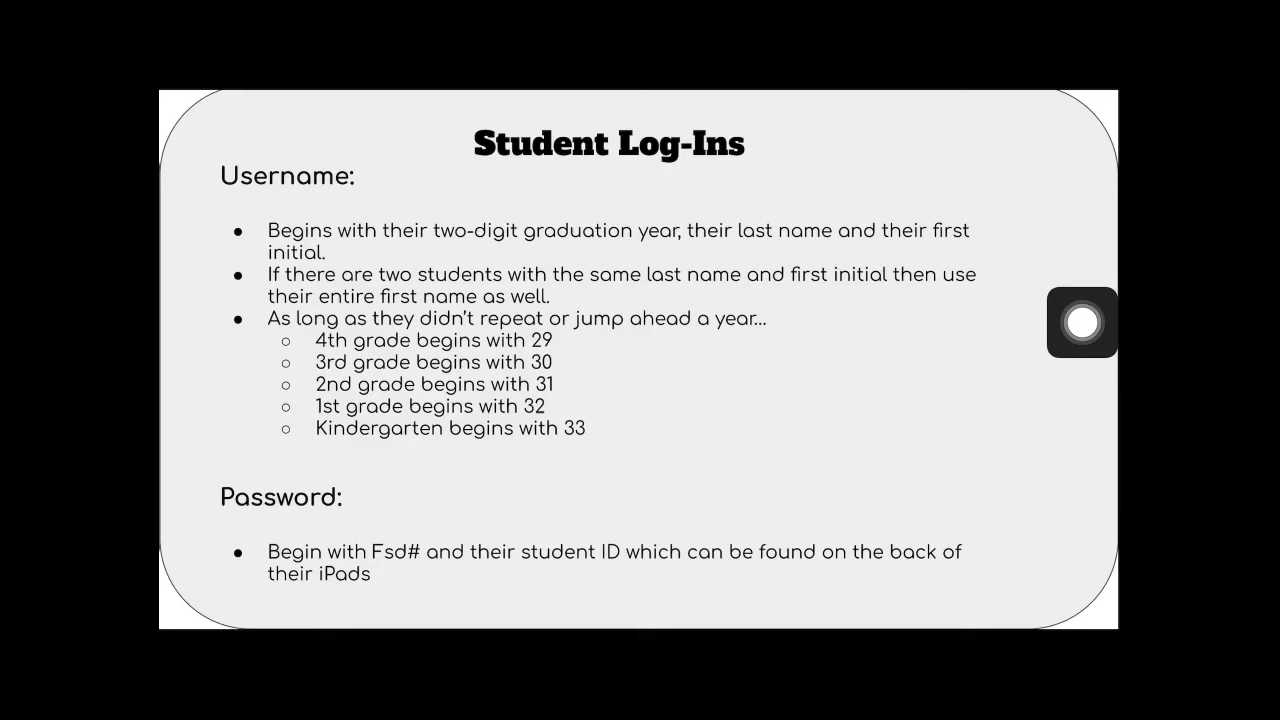 Student Log-Ins
Username:
● Begins with their two-digit graduation year, their last name and their first
initial.
● If there are two students with the same last name and first initial then use
their entire first name as well.
● As long as they didn't repeat or jump ahead a year...
○ 4th grade begins with 29
○ 3rd grade begins with 30
○ 2nd grade begins with 31
○ 1st grade begins with 32
○ Kindergarten begins with 33
Password:
● Begin with Fsd# and their student ID which can be found on the back of
their iPads